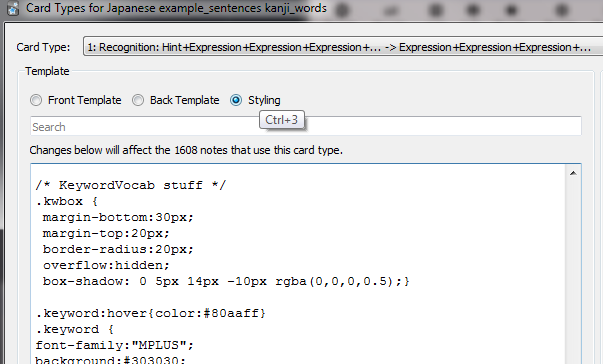 Card Types for Japanese example_sentences kanji_words
Card Type: 1: Recognition: Hint+Expression+Expression+Expression+... -> Expression+Expression+Expression+...
Template
Front Template Back Template Styling
Ctrl+3
Search
Changes below will affect the 1608 notes that use this card type.
/* KeywordVocab stuff */
.kwbox {
margin-bottom:30px;
margin-top:20px;
border-radius:20px;
overflow:hidden;
box-shadow: 0 5px 14px -10px rgba(0,0,0,0.5);}
.keyword:hover{color:#80aaff}
.keyword {
font-family:"MPLUS";
background:#303030;